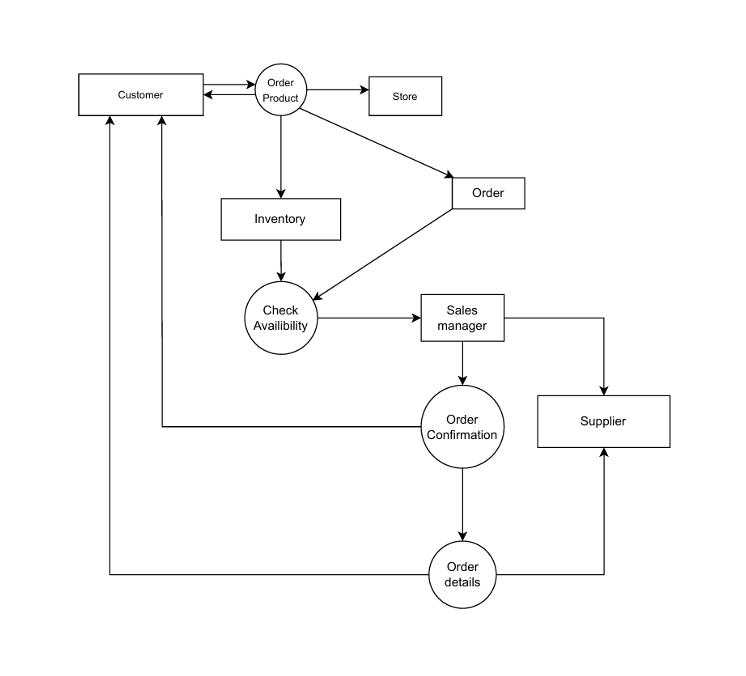 Customer
Order
Product
Store
Order
Inventory
Check
Availibility
Sales
manager
Order
Confirmation
Supplier
Order
details